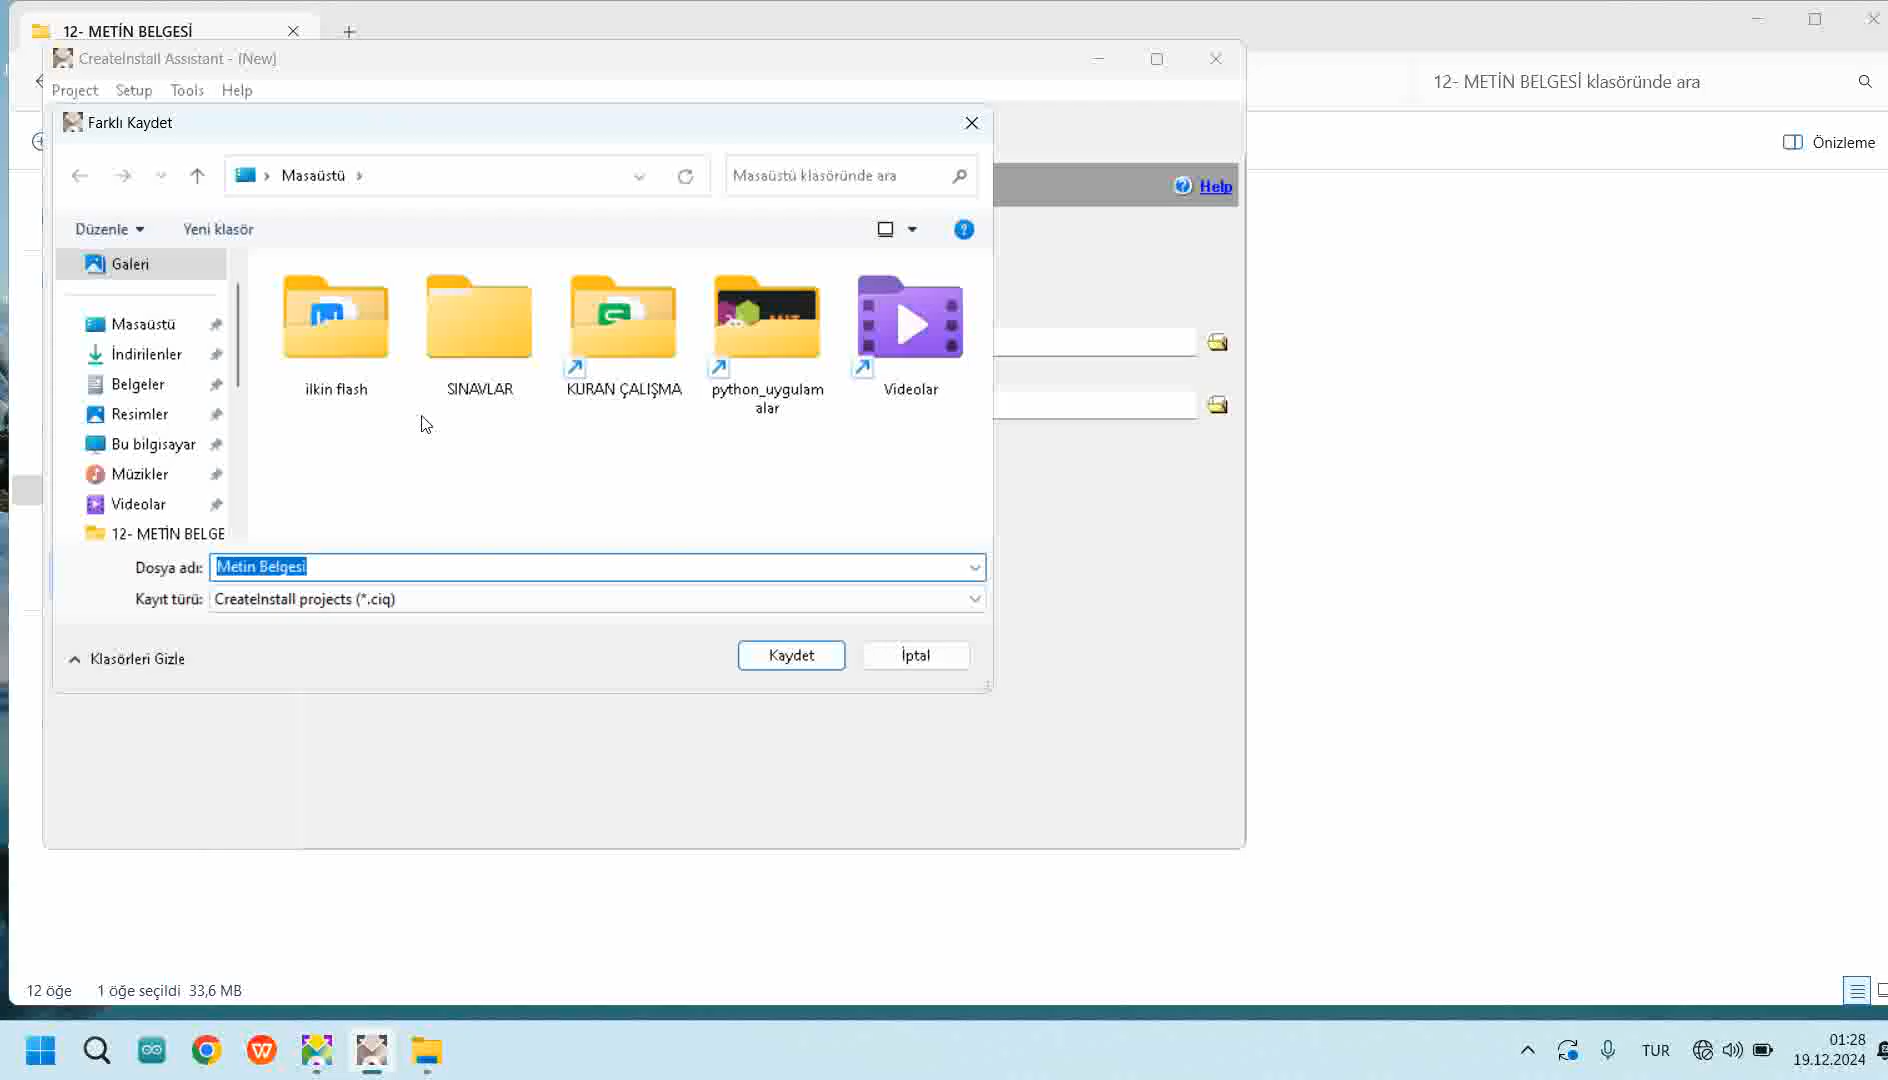 12- METİN BELGESİ
CreateInstall Assistant - [New]
Project Setup Tools Help
12- METİN BELGESİ klasöründe ara
Önizleme
Farklı Kaydet
Masaüstü
Masaüstü klasöründe ara
Help
Düzenle
Yeni klasör
Galeri
Masaüstü
İndirilenler
Belgeler
Resimler
Bu bilgisayar
Müzikler
Videolar
12- METİN BELGE
ilkin flash
SINAVLAR
KURAN ÇALIŞMA
python_uygulam
alar
Videolar
Dosya adı: Metin Belgesi
Kayıt türü: CreateInstall projects (*.ciq)
Klasörleri Gizle
Kaydet
İptal
12 öğe 1 öğe seçildi 33,6 MB
TUR
01:28
19.12.2024